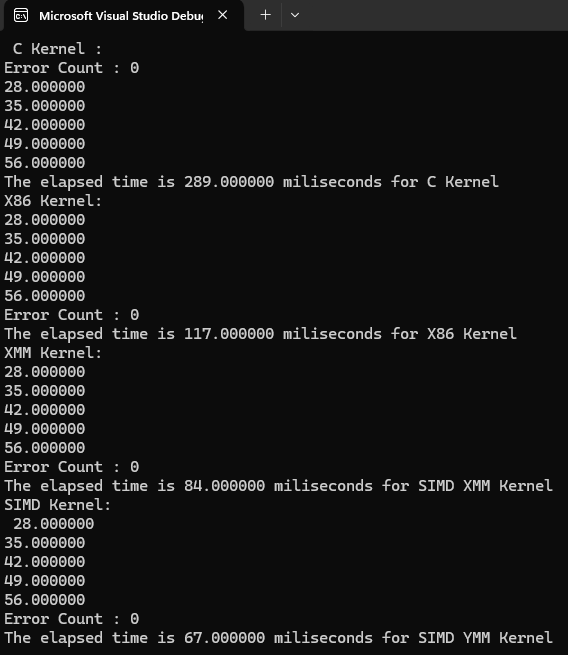 Microsoft Visual Studio Debu
C Kernel :
Error Count : 0
28.000000
35.000000
42.000000
49.000000
56.000000
The elapsed time is 289.000000 miliseconds for C Kernel
X86 Kernel:
28.000000
35.000000
42.000000
49.000000
56.000000
Error Count : 0
The elapsed time is 117.000000 miliseconds for X86 Kernel
XMM Kernel:
28.000000
35.000000
42.000000
49.000000
56.000000
Error Count : 0
The elapsed time is 84.000000 miliseconds for SIMD XMM Kernel
SIMD Kernel:
28.000000
35.000000
42.000000
49.000000
56.000000
Error Count : 0
The elapsed time is 67.000000 miliseconds for SIMD YMM Kernel